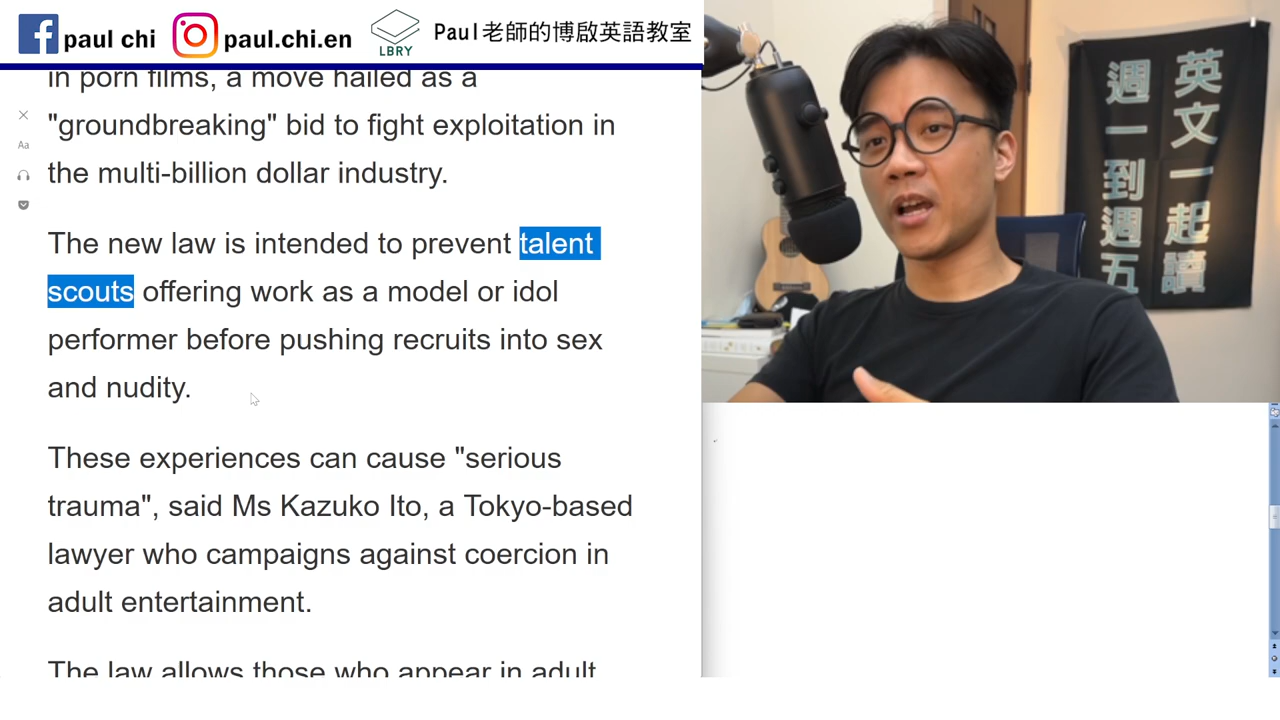 paul chi
paul.chi.en
LBRY
Paul老師的博啟英語教室
in porn films, a move hailed as a
"groundbreaking" bid to fight exploitation in
the multi-billion dollar industry.
The new law is intended to prevent talent
scouts offering work as a model or idol
performer before pushing recruits into sex
and nudity.
These experiences can cause "serious
trauma", said Ms Kazuko Ito, a Tokyo-based
lawyer who campaigns against coercion in
adult entertainment.
The law allows those who appear in adult
Aa
英文一起讀
週一到週五